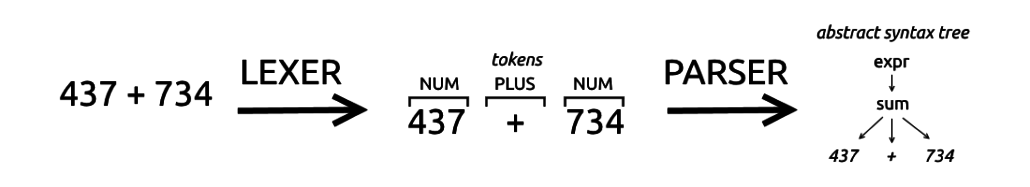 437 + 734
LEXER
tokens
NUM PLUS NUM
437 + 734
PARSER
abstract syntax tree
expr
sum
437 + 734